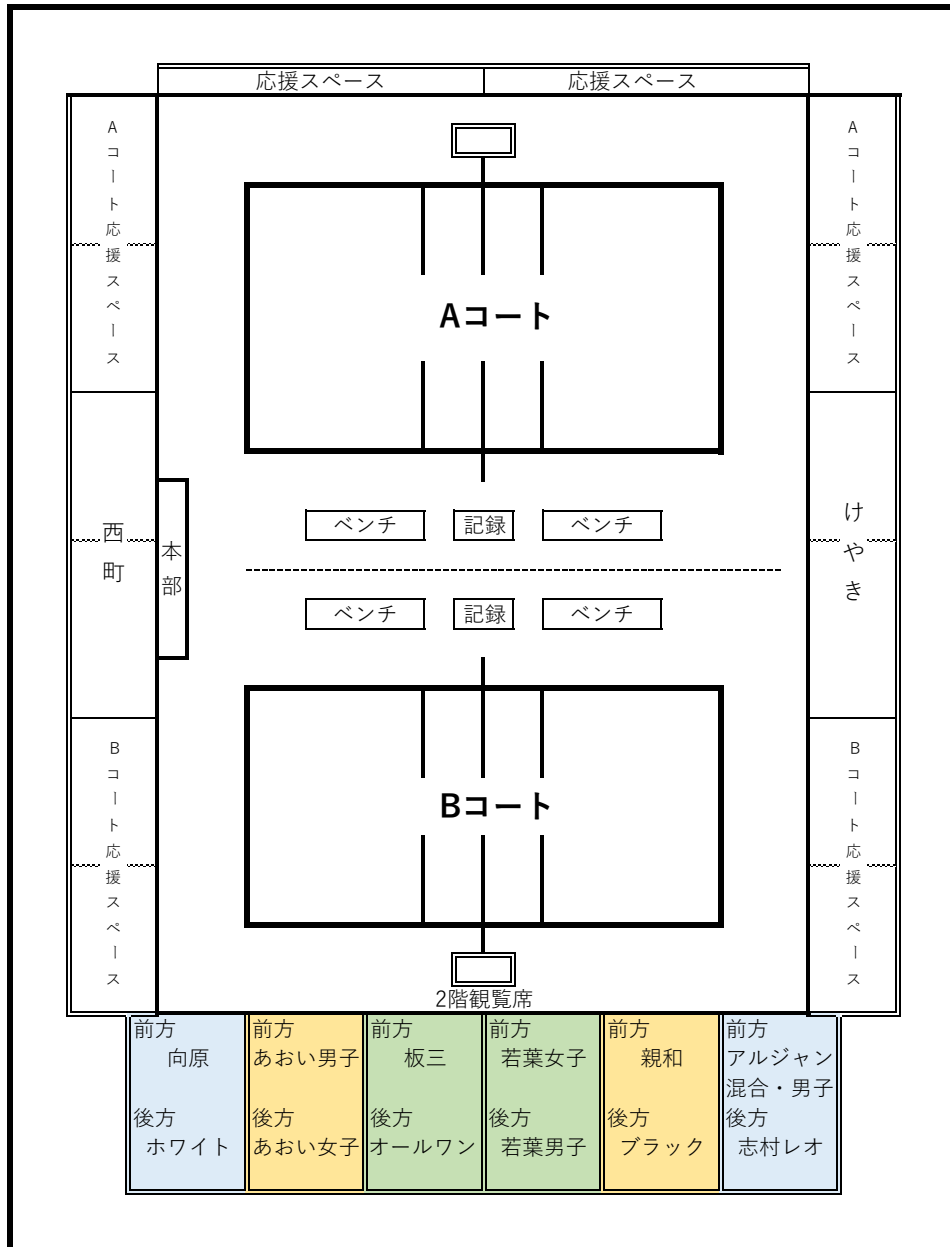 応援スペース 応援スペース
Aコート応援スペース
Aコート応援スペース
Aコート
西町
本部
けやき
ベンチ 記録 ベンチ
ベンチ 記録 ベンチ
Bコート応援スペース
Bコート応援スペース
Bコート
2階観覧席
前方
向原
後方
ホワイト
前方
あおい男子
後方
あおい女子
前方
板三
後方
オールワン
前方
若葉女子
後方
若葉男子
前方
親和
後方
ブラック
前方
アルジャン
混合・男子
後方
志村レオ